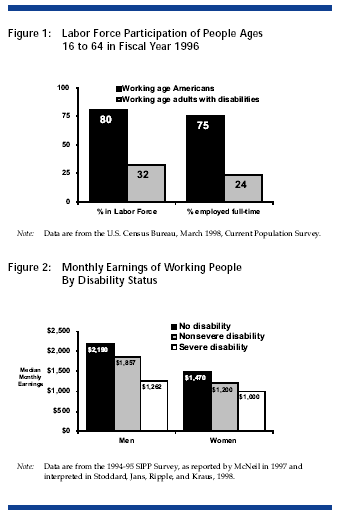 Figure 1: Labor Force Participation of People Ages
16 to 64 in Fiscal Year 1996
100
75
50
25
0
Working age Americans
Working age adults with disabilities
80
32
75
24
% in Labor Force
% employed full-time
Note: Data are from the U.S. Census Bureau, March 1998, Current Population Survey.
Figure 2: Monthly Earnings of Working People
By Disability Status
$2,500
$2,000
$1,500
$1,000
$500
$0
Median
Monthly
Earnings
No disability
Nonsevere disability
Severe disability
$2,190
$1,857
$1,262
$1,470
$1,200
$1,000
Men
Women
Note: Data are from the 1994-95 SIPP Survey, as reported by McNeil in 1997 and
interpreted in Stoddard, Jans, Ripple, and Kraus, 1998.